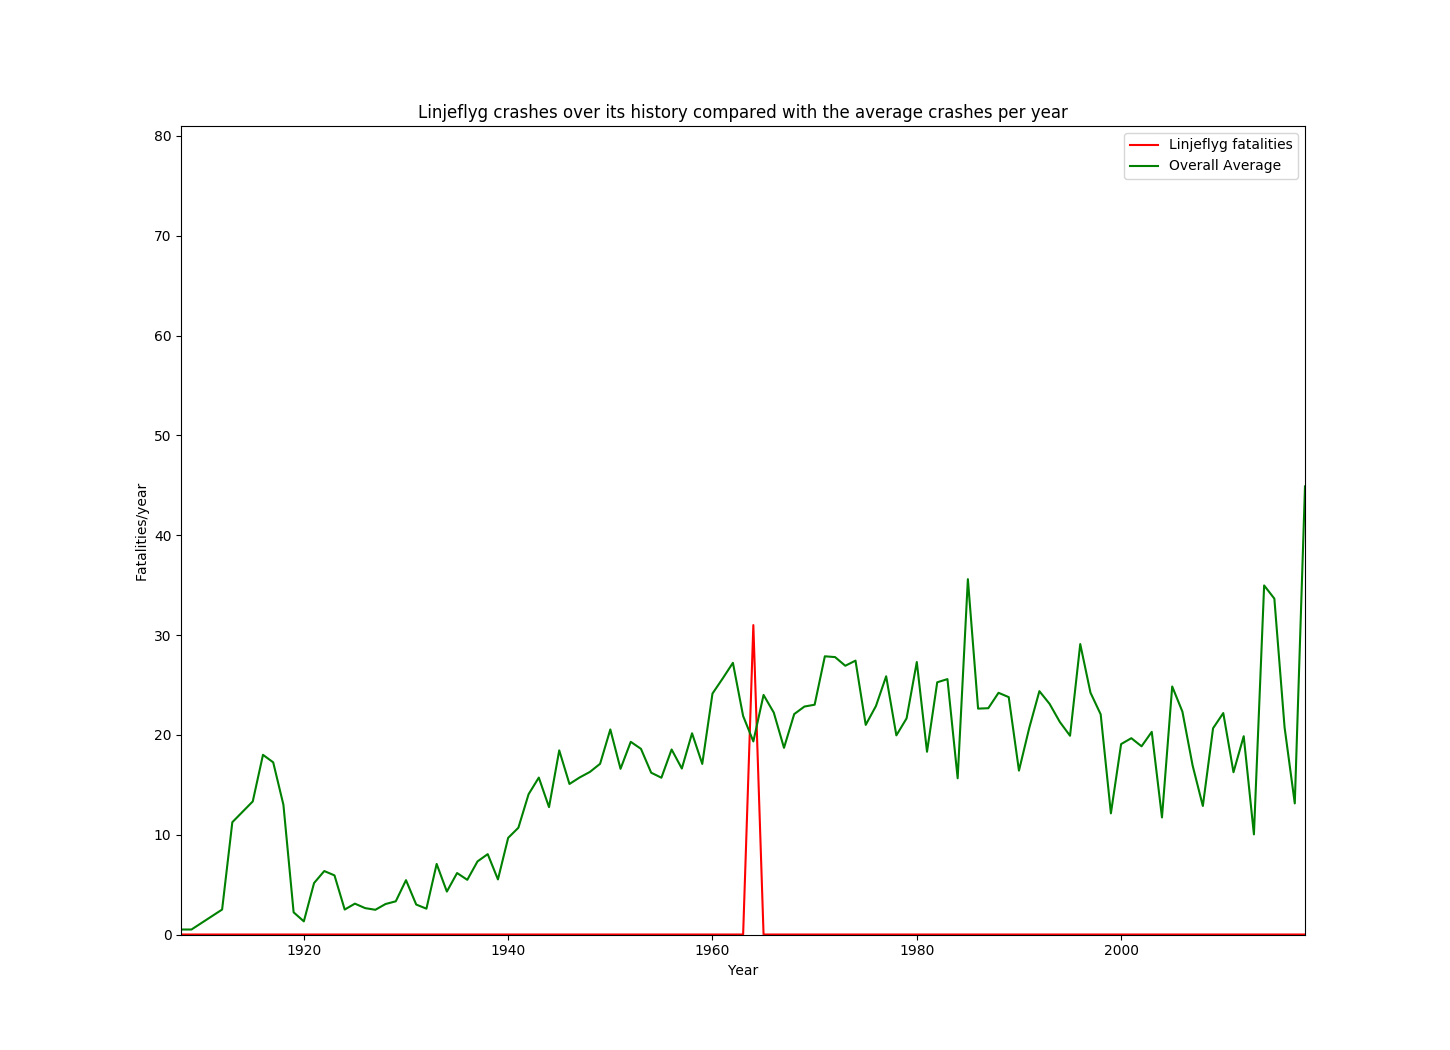 Linjeflyg crashes over its history compared with the average crashes per year
Linjeflyg fatalities
Overall Average
80
70
60
50
40
30
20
10
0
Fatalities/year
1920 1940 1960 1980 2000
Year